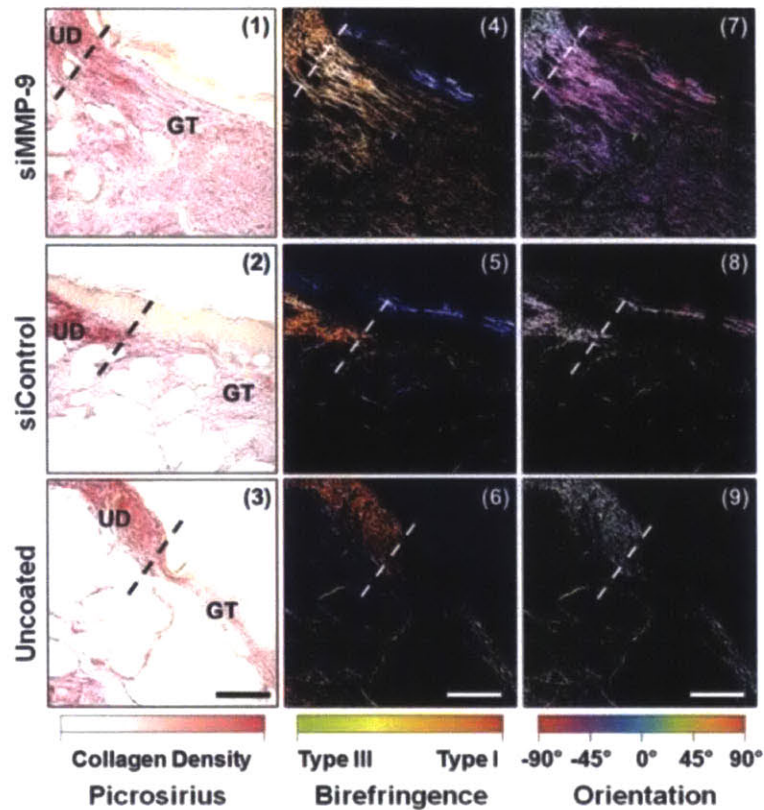 siMMP-9
UD
GT
(1)
(4)
(7)
siControl
UD
GT
(2)
(5)
(8)
Uncoated
UD
GT
(3)
(6)
(9)
Collagen Density
Type III Type I
-90° -45° 0° 45° 90°
Picrosirius Birefringence Orientation